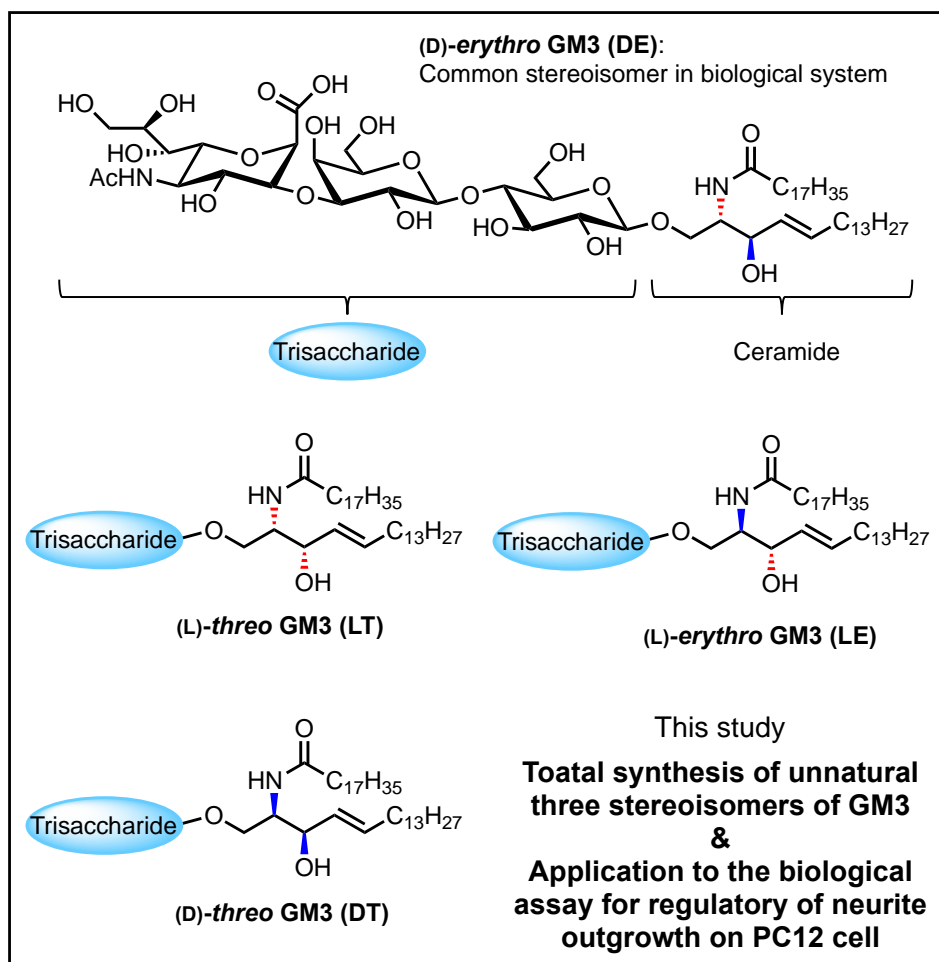 (D)-erythro GM3 (DE):
Common stereoisomer in biological system
HO OH O OH OH HO OH O
HO O O O HN C17H35
AcHN O O O O C13H27
HO HO OH HO OH OH
Trisaccharide Ceramide
O
HN C17H35
Trisaccharide O C13H27
OH
(L)-threo GM3 (LT)
O
HN C17H35
Trisaccharide O C13H27
OH
(L)-erythro GM3 (LE)
O
HN C17H35
Trisaccharide O C13H27
OH
(D)-threo GM3 (DT)
This study
Toatal synthesis of unnatural
three stereoisomers of GM3
&
Application to the biological
assay for regulatory of neurite
outgrowth on PC12 cell